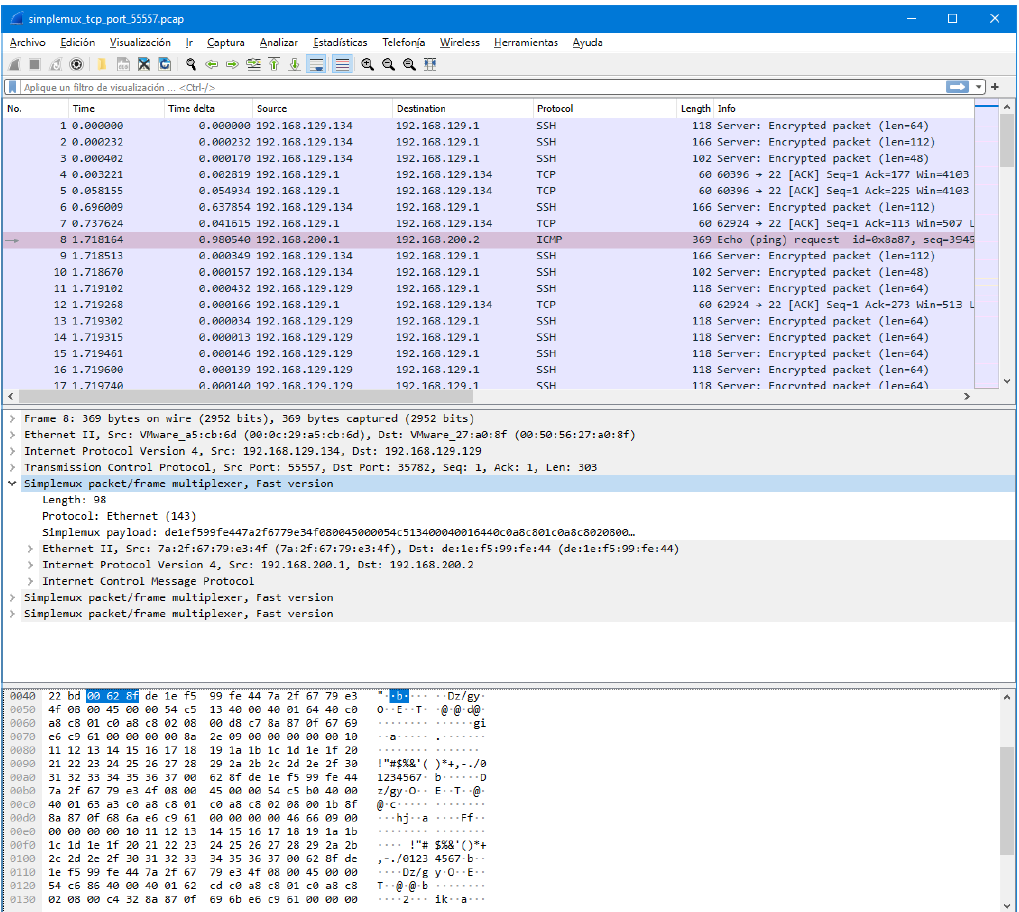 simplemux_tcp_port_55557.pcap
Archivo Edición Visualización Ir Captura Analizar Estadísticas Telefonía Wireless Herramientas Ayuda
Aplique un filtro de visualización ... <Ctrl-/>
No. Time Time delta Source Destination Protocol Length Info
1 0.000000 0.000000 192.168.129.134 192.168.129.1 SSH 118 Server: Encrypted packet (len=64)
2 0.000232 0.000232 192.168.129.134 192.168.129.1 SSH 166 Server: Encrypted packet (len=112)
3 0.000402 0.000170 192.168.129.134 192.168.129.1 SSH 102 Server: Encrypted packet (len=48)
4 0.003221 0.002819 192.168.129.1 192.168.129.134 TCP 60 60396 → 22 [ACK] Seq=1 Ack=177 Win=4103
5 0.058155 0.054934 192.168.129.1 192.168.129.134 TCP 60 60396 → 22 [ACK] Seq=1 Ack=225 Win=4103
6 0.696009 0.637854 192.168.129.134 192.168.129.1 SSH 166 Server: Encrypted packet (len=112)
7 0.737624 0.041615 192.168.129.1 192.168.129.134 TCP 60 62924 → 22 [ACK] Seq=1 Ack=113 Win=507 L
8 1.718164 0.980540 192.168.200.1 192.168.200.2 ICMP 369 Echo (ping) request id=0x8a87, seq=3945
9 1.718513 0.000349 192.168.129.134 192.168.129.1 SSH 166 Server: Encrypted packet (len=112)
10 1.718670 0.000157 192.168.129.134 192.168.129.1 SSH 102 Server: Encrypted packet (len=48)
11 1.719102 0.000432 192.168.129.129 192.168.129.1 SSH 118 Server: Encrypted packet (len=64)
12 1.719268 0.000166 192.168.129.1 192.168.129.134 TCP 60 62924 → 22 [ACK] Seq=1 Ack=273 Win=513 L
13 1.719302 0.000034 192.168.129.129 192.168.129.1 SSH 118 Server: Encrypted packet (len=64)
14 1.719315 0.000013 192.168.129.129 192.168.129.1 SSH 118 Server: Encrypted packet (len=64)
15 1.719461 0.000146 192.168.129.129 192.168.129.1 SSH 118 Server: Encrypted packet (len=64)
16 1.719600 0.000139 192.168.129.129 192.168.129.1 SSH 118 Server: Encrypted packet (len=64)
17 1.719740 0.000140 192.168.129.129 192.168.129.1 SSH 118 Server: Encrypted packet (len=64)
Frame 8: 369 bytes on wire (2952 bits), 369 bytes captured (2952 bits)
Ethernet II, Src: VMware_a5:cb:6d (00:0c:29:a5:cb:6d), Dst: VMware_27:a0:8f (00:50:56:27:a0:8f)
Internet Protocol Version 4, Src: 192.168.129.134, Dst: 192.168.129.129
Transmission Control Protocol, Src Port: 55557, Dst Port: 35782, Seq: 1, Ack: 1, Len: 303
Simplemux packet/frame multiplexer, Fast version
Length: 98
Protocol: Ethernet (143)
Simplemux payload: de1ef599fe447a2f6779e34f080045000054c513400040016440c0a8c801c0a8c8020800…
Ethernet II, Src: 7a:2f:67:79:e3:4f (7a:2f:67:79:e3:4f), Dst: de:1e:f5:99:fe:44 (de:1e:f5:99:fe:44)
Internet Protocol Version 4, Src: 192.168.200.1, Dst: 192.168.200.2
Internet Control Message Protocol
Simplemux packet/frame multiplexer, Fast version
Simplemux packet/frame multiplexer, Fast version
0040 22 bd 00 62 8f de 1e f5 99 fe 44 7a 2f 67 79 e3 "··b·····Dz/gy·
0050 4f 08 00 45 00 00 54 c5 13 40 00 40 01 64 40 c0 O··E··T··@·@·d@·
0060 a8 c8 01 c0 a8 c8 02 08 00 d8 c7 8a 87 0f 67 69 ··············gi
0070 e6 c9 61 00 00 00 00 8a 2e 09 00 00 00 00 00 10 ··a·····.·······
0080 11 12 13 14 15 16 17 18 19 1a 1b 1c 1d 1e 1f 20 ···············
0090 21 22 23 24 25 26 27 28 29 2a 2b 2c 2d 2e 2f 30 !"#$%&'( )*+,-./0
00a0 31 32 33 34 35 36 37 00 62 8f de 1e f5 99 fe 44 1234567· b······D
00b0 7a 2f 67 79 e3 4f 08 00 45 00 00 54 c5 b0 40 00 z/gy·O·· E··T··@·
00c0 40 01 63 a3 c0 a8 c8 01 c0 a8 c8 02 08 00 1b 8f @·c·············
00d0 8a 87 0f 68 6a e6 c9 61 00 00 00 00 46 66 09 00 ···hj··a ····Ff··
00e0 00 00 00 00 10 11 12 13 14 15 16 17 18 19 1a 1b ················
00f0 1c 1d 1e 1f 20 21 22 23 24 25 26 27 28 29 2a 2b ···· !"# $%&'()*+
0100 2c 2d 2e 2f 30 31 32 33 34 35 36 37 00 62 8f de ,-./0123 4567·b··
0110 1e f5 99 fe 44 7a 2f 67 79 e3 4f 08 00 45 00 00 ····Dz/g y·O··E··
0120 54 c6 86 40 00 40 01 62 cd c0 a8 c8 01 c0 a8 c8 T··@·@·b ········
0130 02 08 00 c4 32 8a 87 0f 69 6b e6 c9 61 00 00 00 ····2··· ik··a···